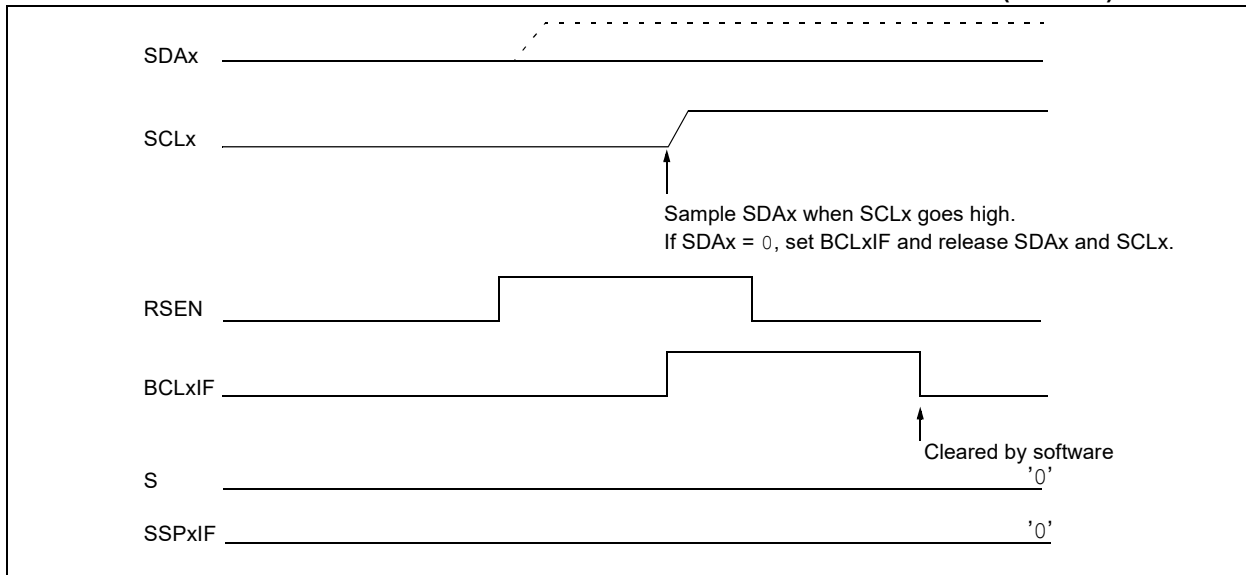 SDAx
SCLx
Sample SDAx when SCLx goes high.
If SDAx = 0, set BCLxIF and release SDAx and SCLx.
RSEN
BCLxIF
Cleared by software
S '0'
SSPxIF '0'